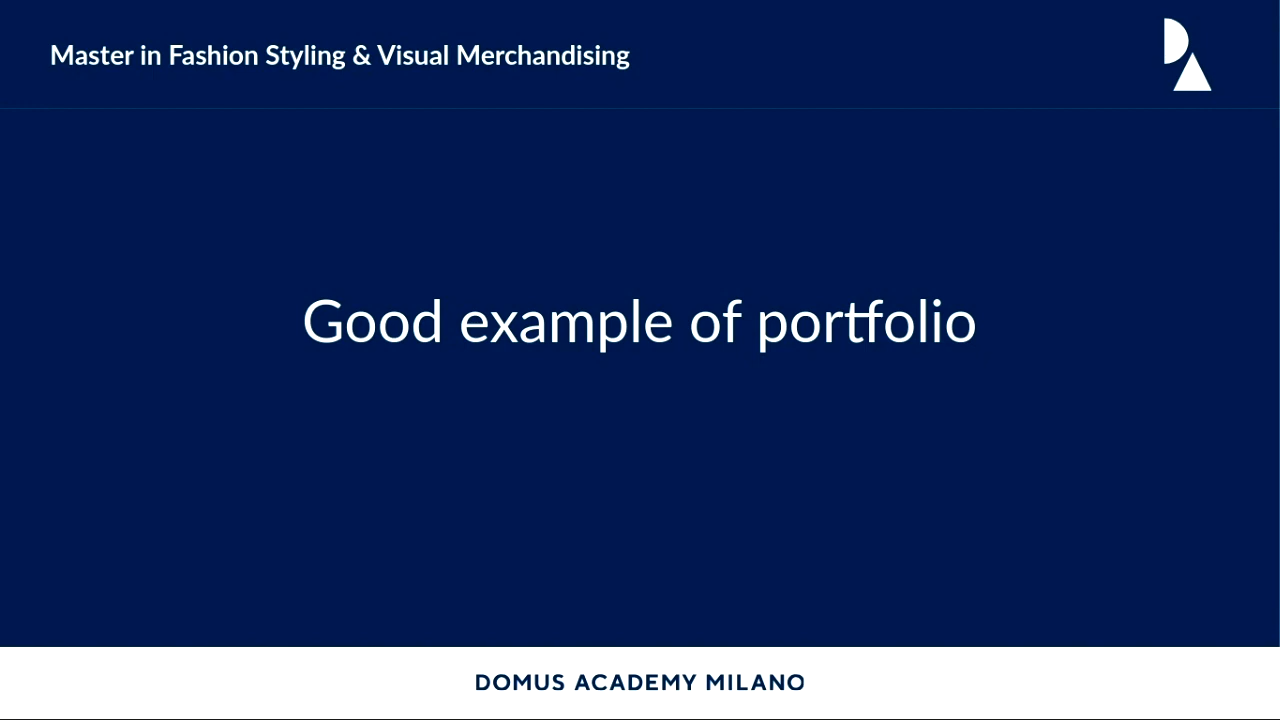 Master in Fashion Styling & Visual Merchandising
Good example of portfolio
DOMUS ACADEMY MILANO